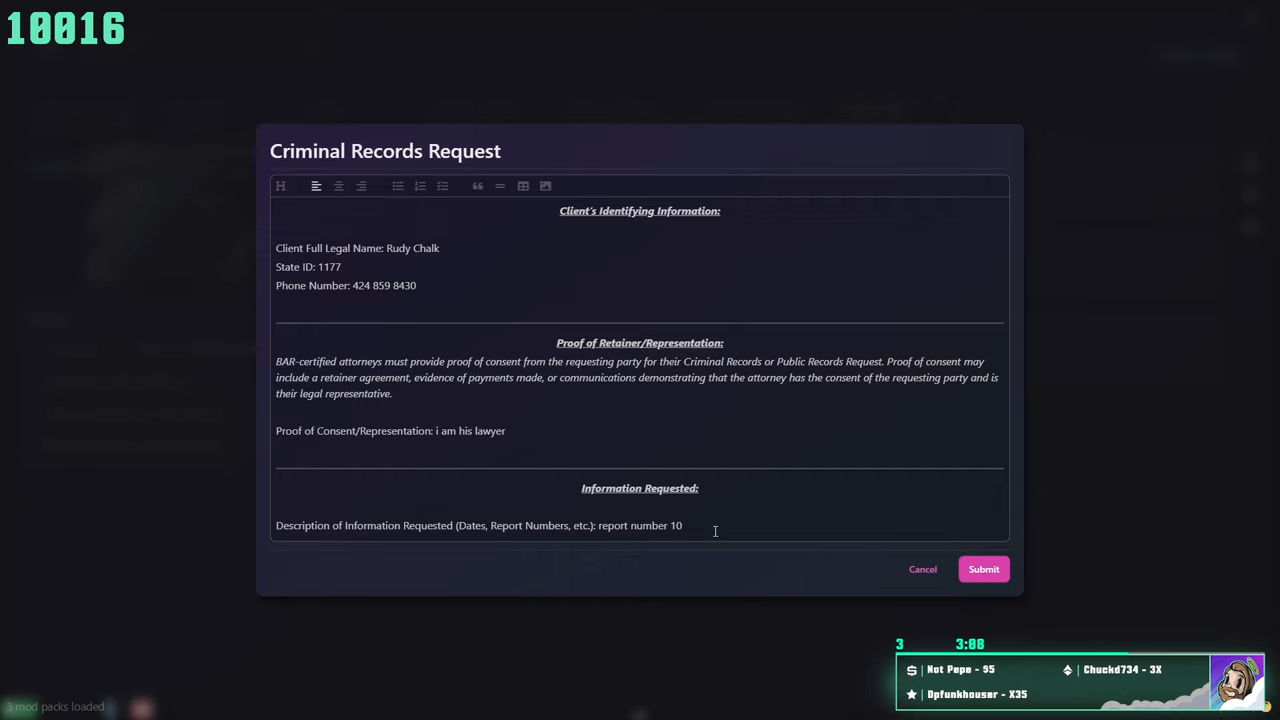 10016
Criminal Records Request
Client's Identifying Information:
Client Full Legal Name: Rudy Chalk
State ID: 1177
Phone Number: 424 859 8430
Proof of Retainer/Representation:
BAR-certified attorneys must provide proof of consent from the requesting party for their Criminal Records or Public Records Request. Proof of consent may
include a retainer agreement, evidence of payments made, or communications demonstrating that the attorney has the consent of the requesting party and is
their legal representative.
Proof of Consent/Representation: i am his lawyer
Information Requested:
Description of Information Requested (Dates, Report Numbers, etc.): report number 10
Cancel Submit
3 3:00
Not Pepe - 95 Chuckd734 - 3X
Dpfunkhouser - X35
3 mod packs loaded